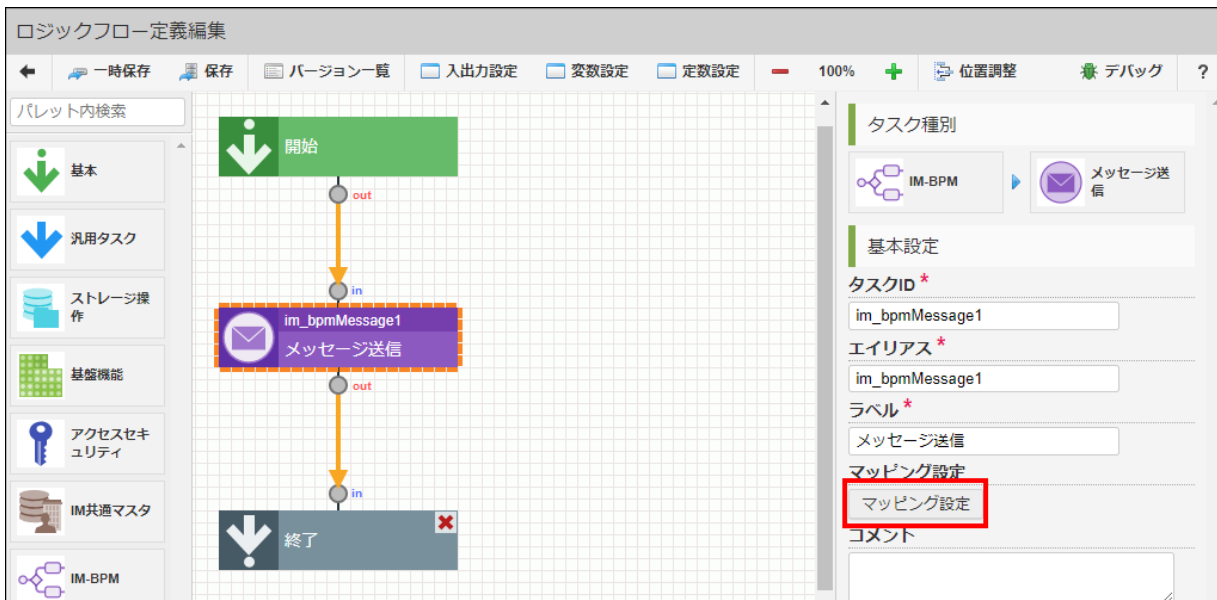 ロジックフロー定義編集
一時保存 保存 バージョン一覧 入出力設定 変数設定 定数設定 100% 位置調整 デバッグ ?
パレット内検索
基本
汎用タスク
ストレージ操
作
基盤機能
アクセスセキ
ュリティ
IM共通マスタ
IM-BPM
開始
out
in
im_bpmMessage1
メッセージ送信
out
in
終了
タスク種別
IM-BPM
メッセージ送
信
基本設定
タスクID *
im_bpmMessage1
エイリアス *
im_bpmMessage1
ラベル *
メッセージ送信
マッピング設定
マッピング設定
コメント